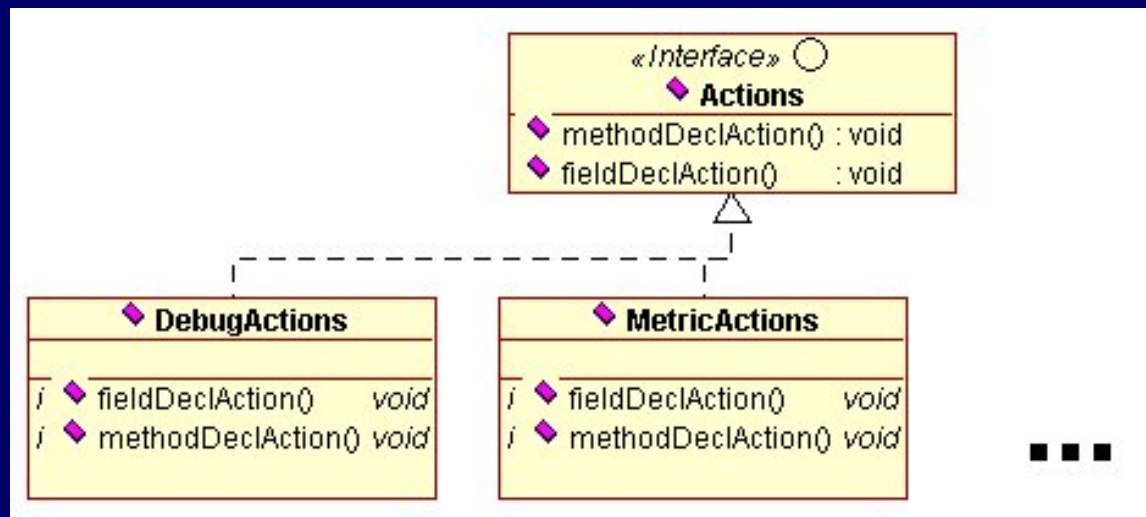 «Interface»
Actions
methodDeclAction() : void
fieldDeclAction() : void
DebugActions
i fieldDeclAction() void
i methodDeclAction() void
MetricActions
i fieldDeclAction() void
i methodDeclAction() void
...